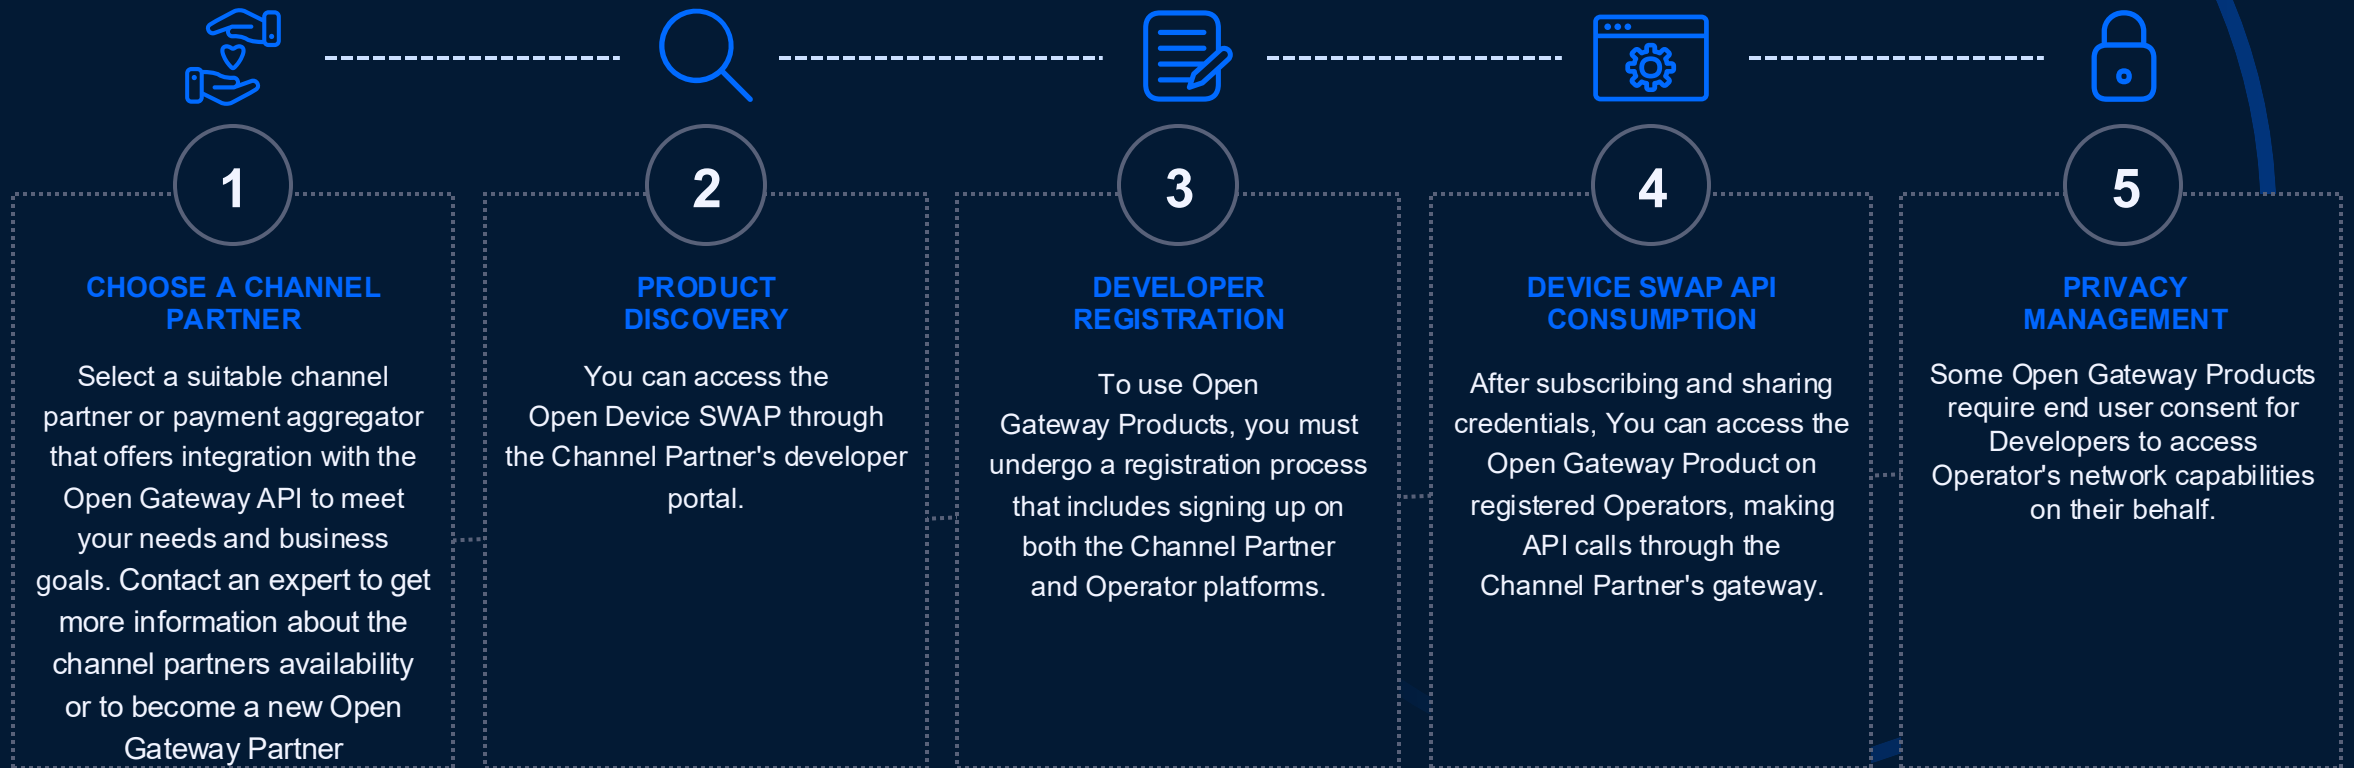 1
CHOOSE A CHANNEL
PARTNER
Select a suitable channel
partner or payment aggregator
that offers integration with the
Open Gateway API to meet
your needs and business
goals. Contact an expert to get
more information about the
channel partners availability
or to become a new Open
Gateway Partner
2
PRODUCT
DISCOVERY
You can access the
Open Device SWAP through
the Channel Partner's developer
portal.
3
DEVELOPER
REGISTRATION
To use Open
Gateway Products, you must
undergo a registration process
that includes signing up on
both the Channel Partner
and Operator platforms.
4
DEVICE SWAP API
CONSUMPTION
After subscribing and sharing
credentials, You can access the
Open Gateway Product on
registered Operators, making
API calls through the
Channel Partner's gateway.
5
PRIVACY
MANAGEMENT
Some Open Gateway Products
require end user consent for
Developers to access
Operator's network capabilities
on their behalf.